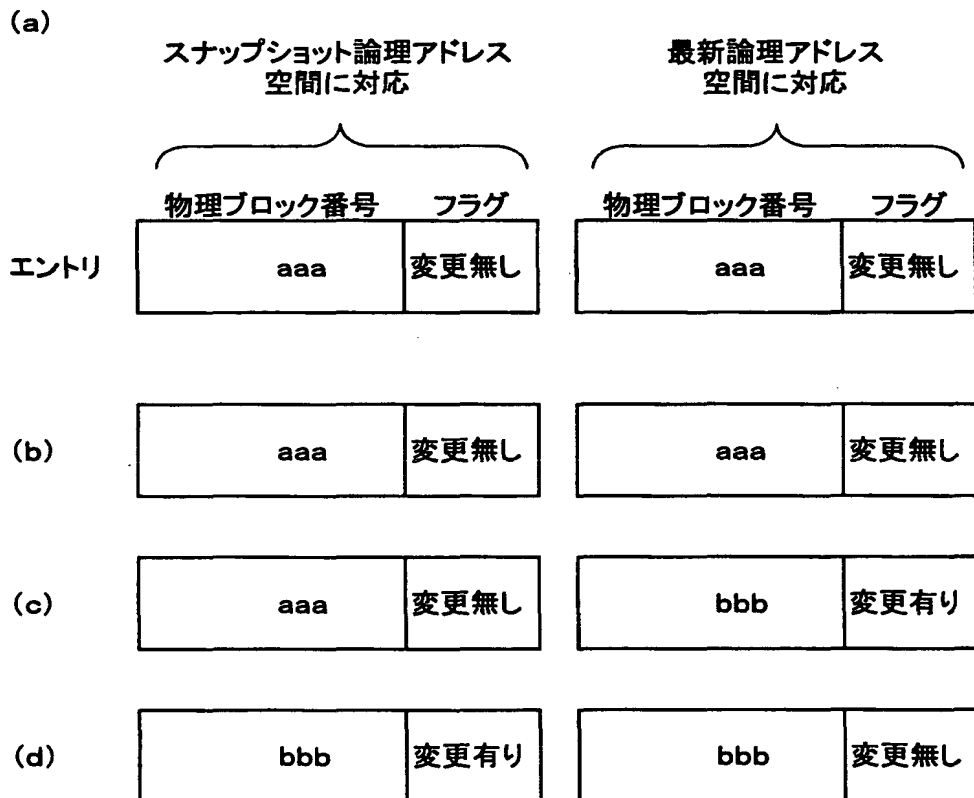 (a)
スナップショット論理アドレス
空間に対応
最新論理アドレス
空間に対応
物理ブロック番号 フラグ 物理ブロック番号 フラグ
エントリ aaa 変更無し aaa 変更無し
(b) aaa 変更無し aaa 変更無し
(c) aaa 変更無し bbb 変更有り
(d) bbb 変更有り bbb 変更無し